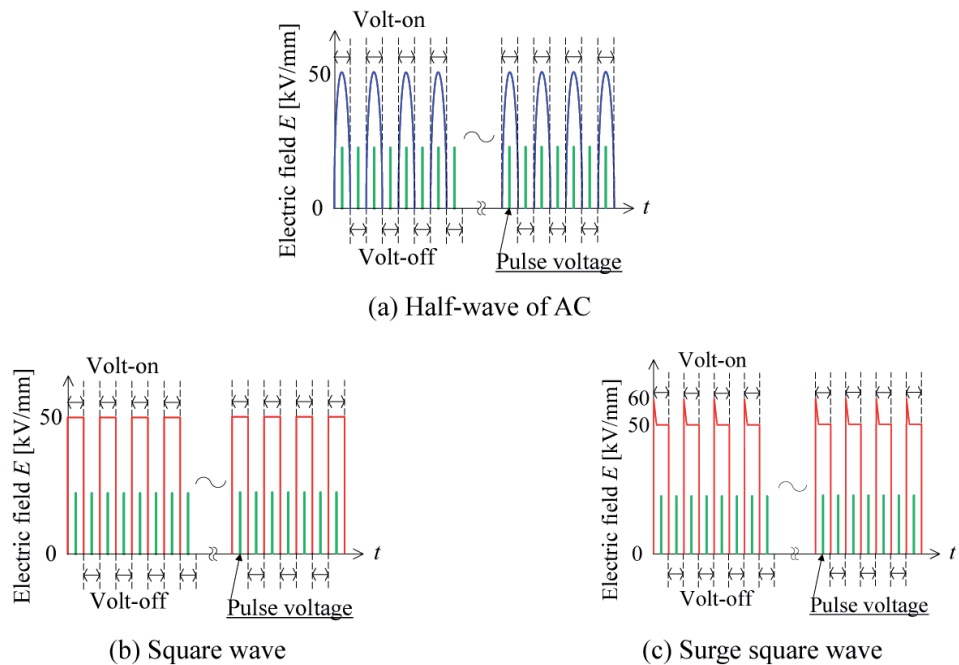 Volt-on
Electric field E [kV/mm]
50
0
t
Volt-off
Pulse voltage
(a) Half-wave of AC
Volt-on
Electric field E [kV/mm]
50
0
t
Volt-off
Pulse voltage
(b) Square wave
Volt-on
Electric field E [kV/mm]
60
50
0
t
Volt-off
Pulse voltage
(c) Surge square wave